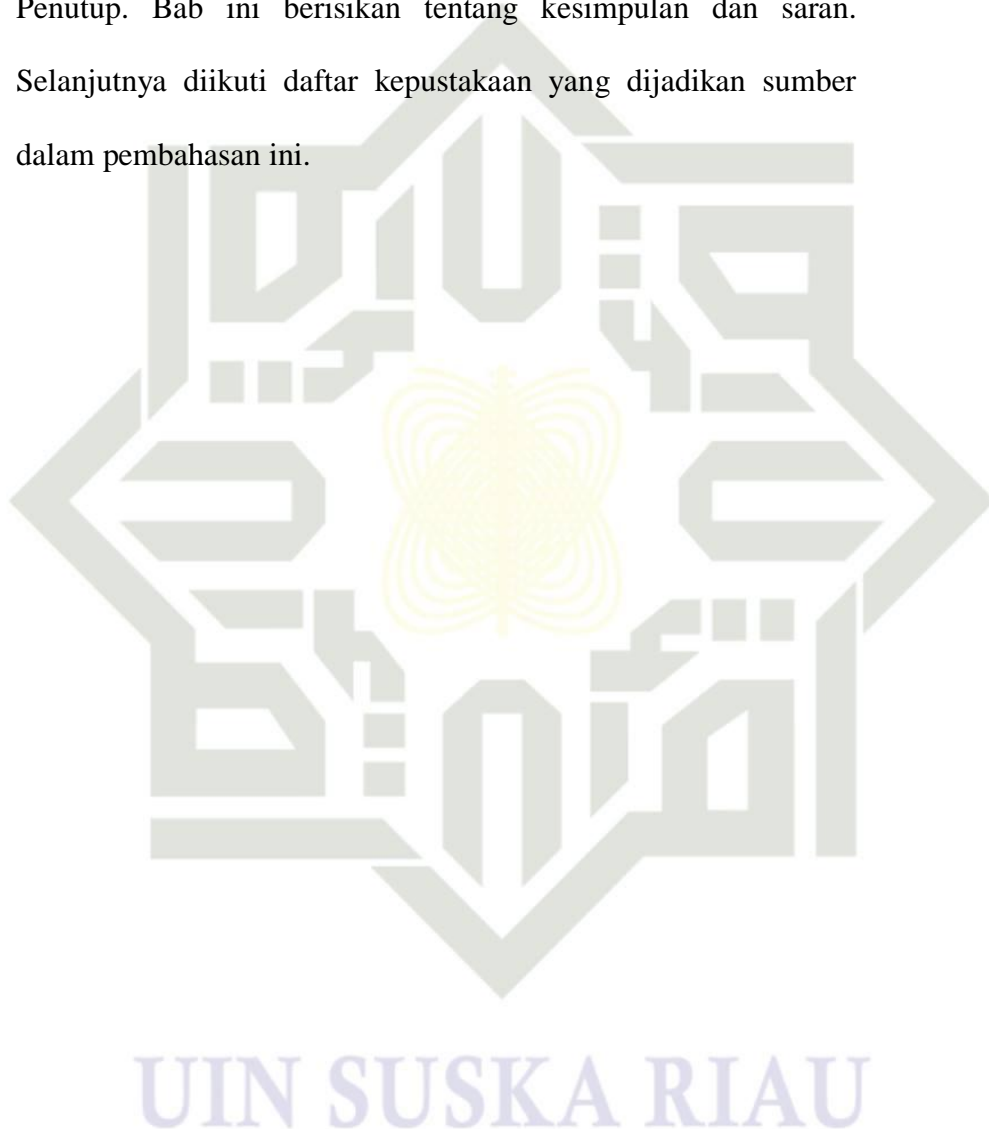 Penutup. Bab ini berisikan tentang kesimpulan dan saran.
Selanjutnya diikuti daftar kepustakaan yang dijadikan sumber
dalam pembahasan ini.
UIN SUSKA RIAU